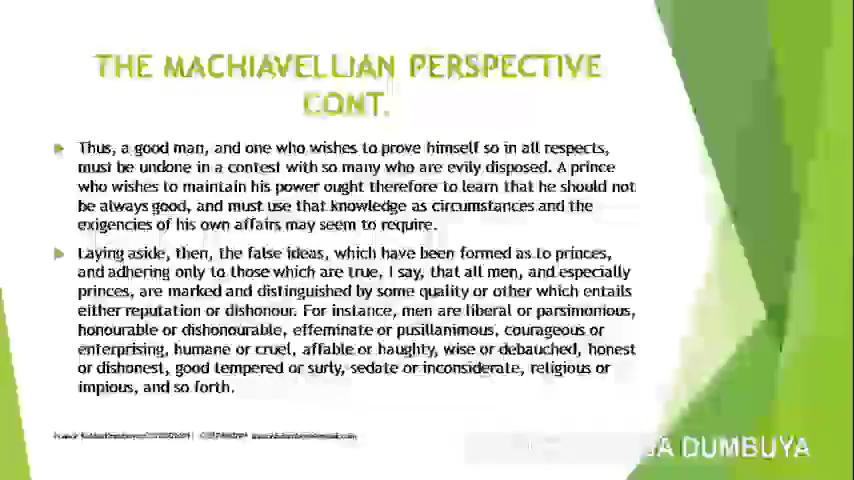 THE MACHIAVELLIAN PERSPECTIVE
CONT.
Thus, a good man, and one who wishes to prove himself so in all respects,
must be undone in a contest with so many who are evily disposed. A prince
who wishes to maintain his power ought therefore to learn that he should not
be always good, and must use that knowledge as circumstances and the
exigencies of his own affairs may seem to require.
Laying aside, then, the false ideas, which have been formed as to princes,
and adhering only to those which are true, I say, that all men, and especially
princes, are marked and distinguished by some quality or other which entails
either reputation or dishonour. For instance, men are liberal or parsimonious,
honourable or dishonourable, effeminate or pusillanimous, courageous or
enterprising, humane or cruel, affable or haughty, wise or debauched, honest
or dishonest, good tempered or surly, sedate or inconsiderate, religious or
impious, and so forth.
DUMBUYA